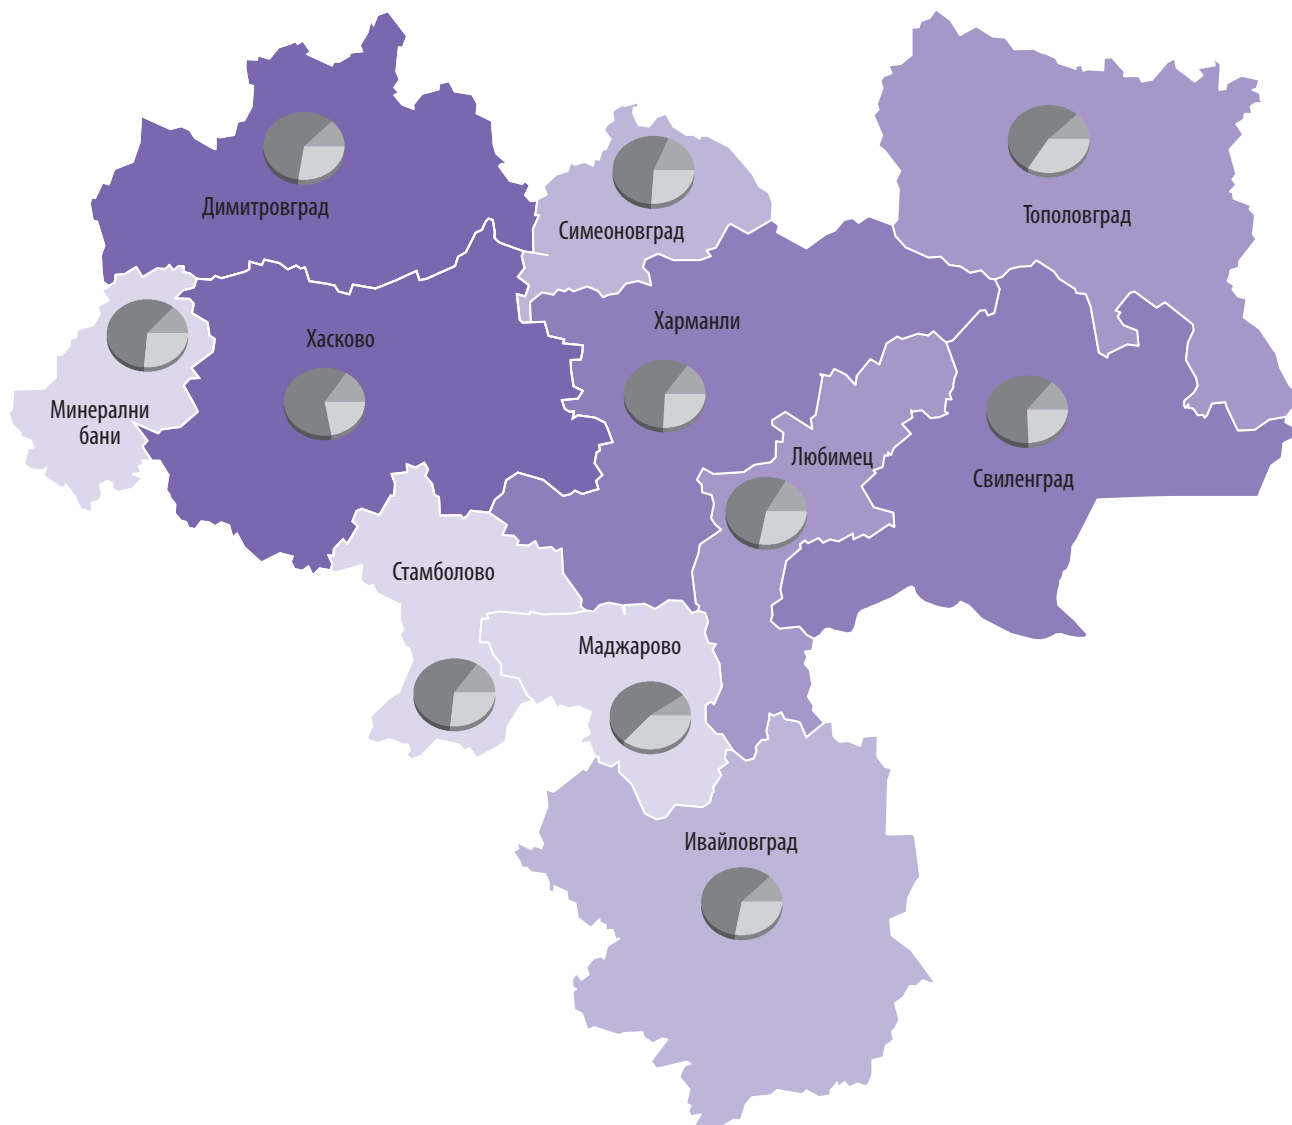 Димитровград
Симеоновград
Тополовград
Хасково
Харманли
Минерални
бани
Любимец
Свиленград
Стамболово
Маджарово
Ивайловград